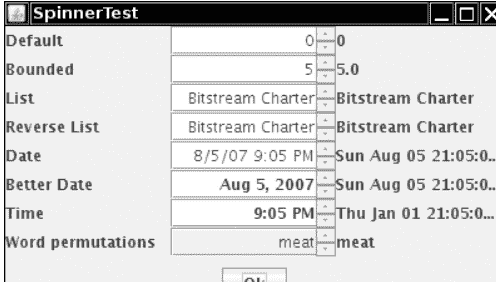 SpinnerTest
Default 0 0
Bounded 5 5.0
List Bitstream Charter Bitstream Charter
Reverse List Bitstream Charter Bitstream Charter
Date 8/5/07 9:05 PM Sun Aug 05 21:05:0...
Better Date Aug 5, 2007 Sun Aug 05 21:05:0...
Time 9:05 PM Thu Jan 01 21:05:0...
Word permutations meat meat
Ok